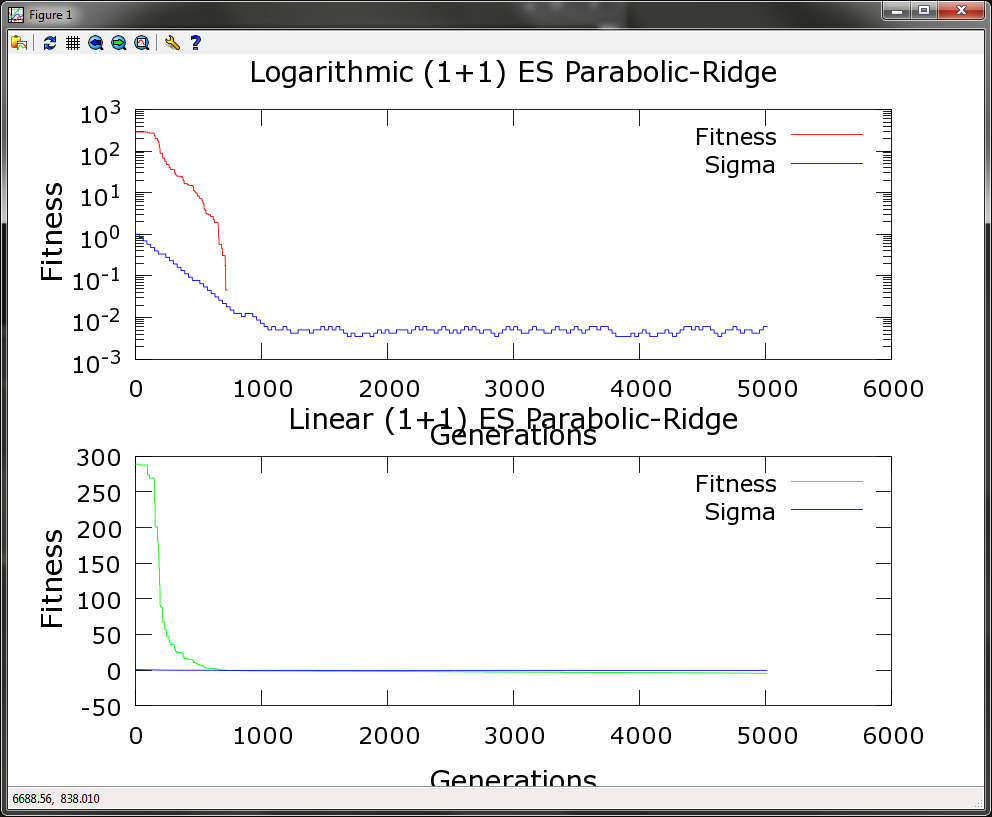 Figure 1
Logarithmic (1+1) ES Parabolic-Ridge
10^3
10^2
10^1
10^0
10^-1
10^-2
10^-3
Fitness
Fitness
Sigma
0 1000 2000 3000 4000 5000 6000
Generations
Linear (1+1) ES Parabolic-Ridge
300
250
200
150
100
50
0
-50
Fitness
Fitness
Sigma
0 1000 2000 3000 4000 5000 6000
Generations
6688.56, 838.010